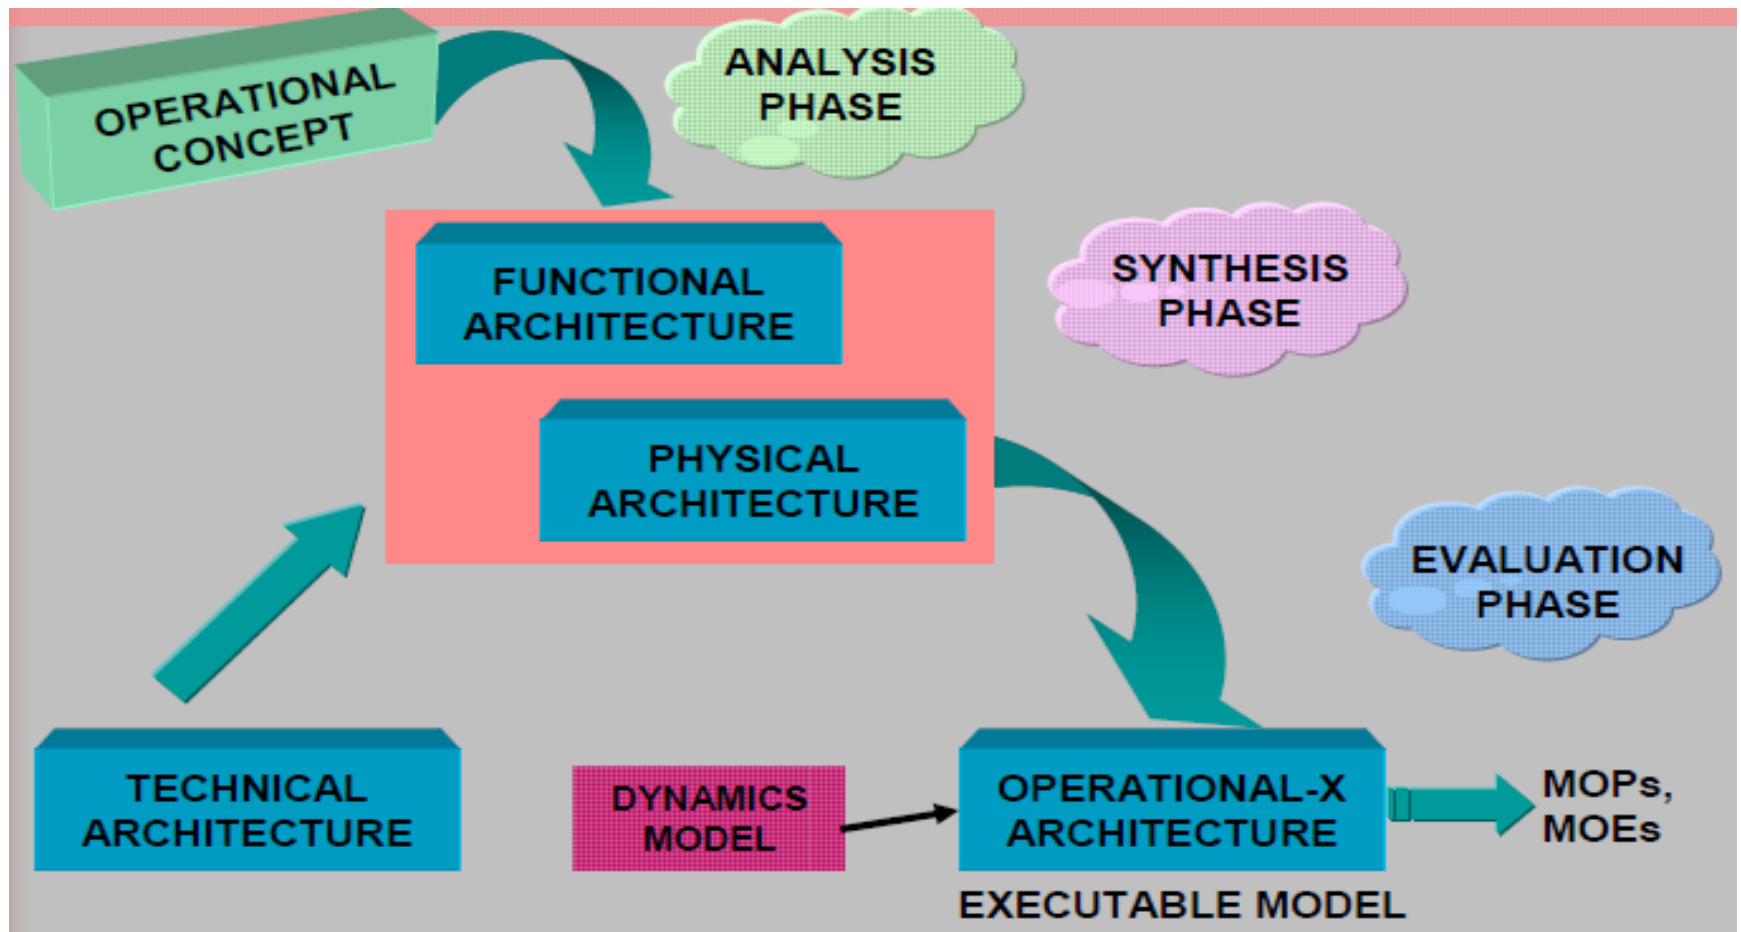 OPERATIONAL
CONCEPT
ANALYSIS
PHASE
FUNCTIONAL
ARCHITECTURE
SYNTHESIS
PHASE
PHYSICAL
ARCHITECTURE
EVALUATION
PHASE
TECHNICAL
ARCHITECTURE
DYNAMICS
MODEL
OPERATIONAL-X
ARCHITECTURE
MOPs,
MOEs
EXECUTABLE MODEL